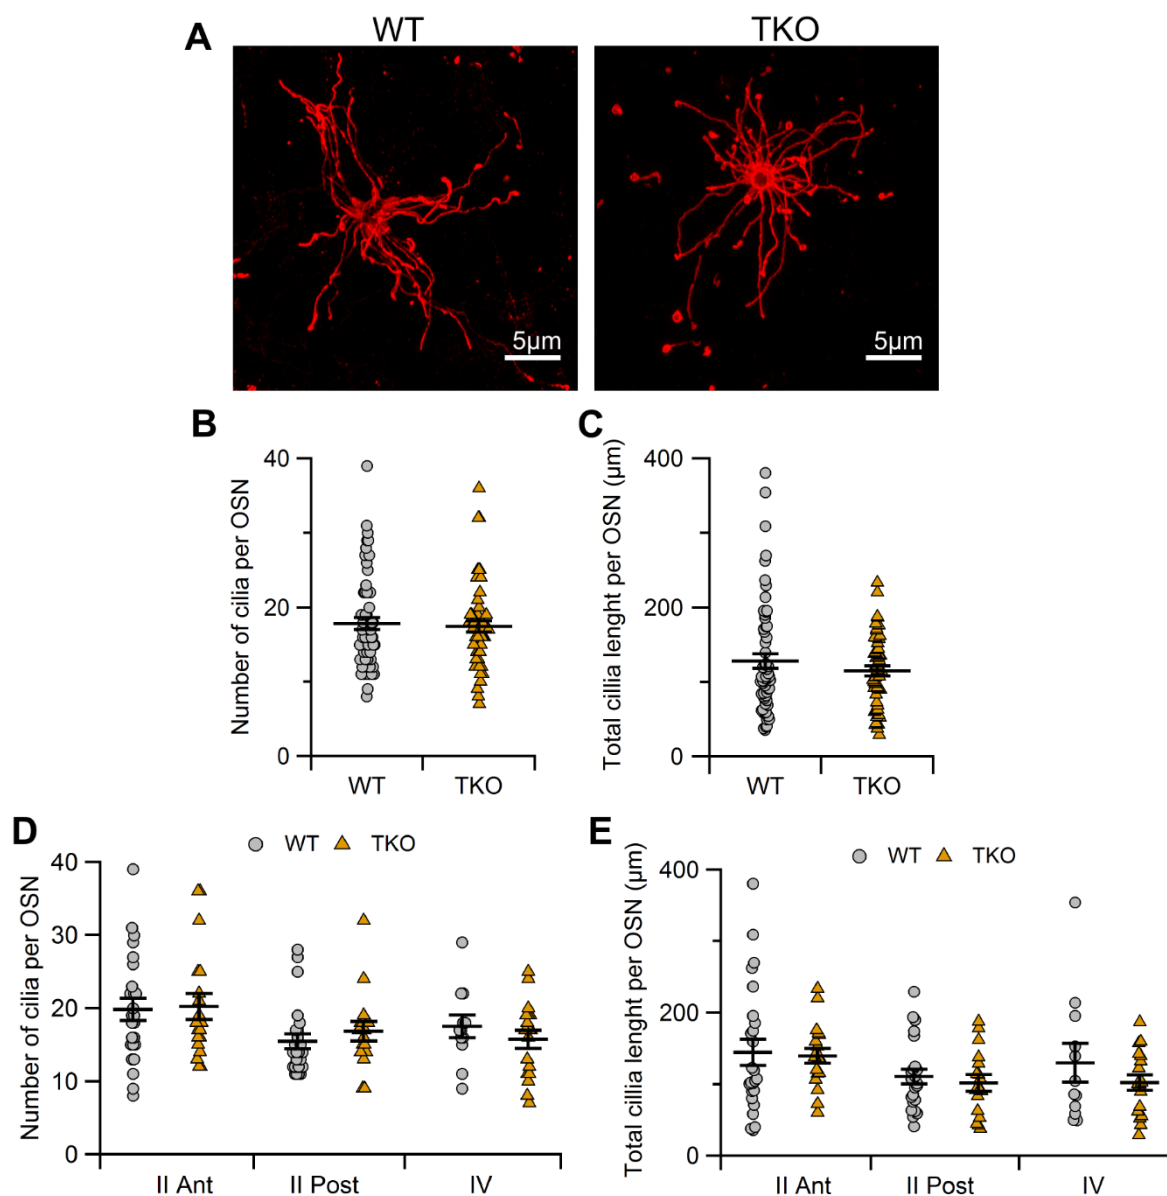 A
WT
TKO
5µm
5µm
B
Number of cilia per OSN
40
20
0
WT
TKO
C
Total cillia lenght per OSN (µm)
400
200
0
WT
TKO
D
WT
TKO
Number of cilia per OSN
40
30
20
10
0
II Ant
II Post
IV
E
WT
TKO
Total cillia lenght per OSN (µm)
400
200
0
II Ant
II Post
IV